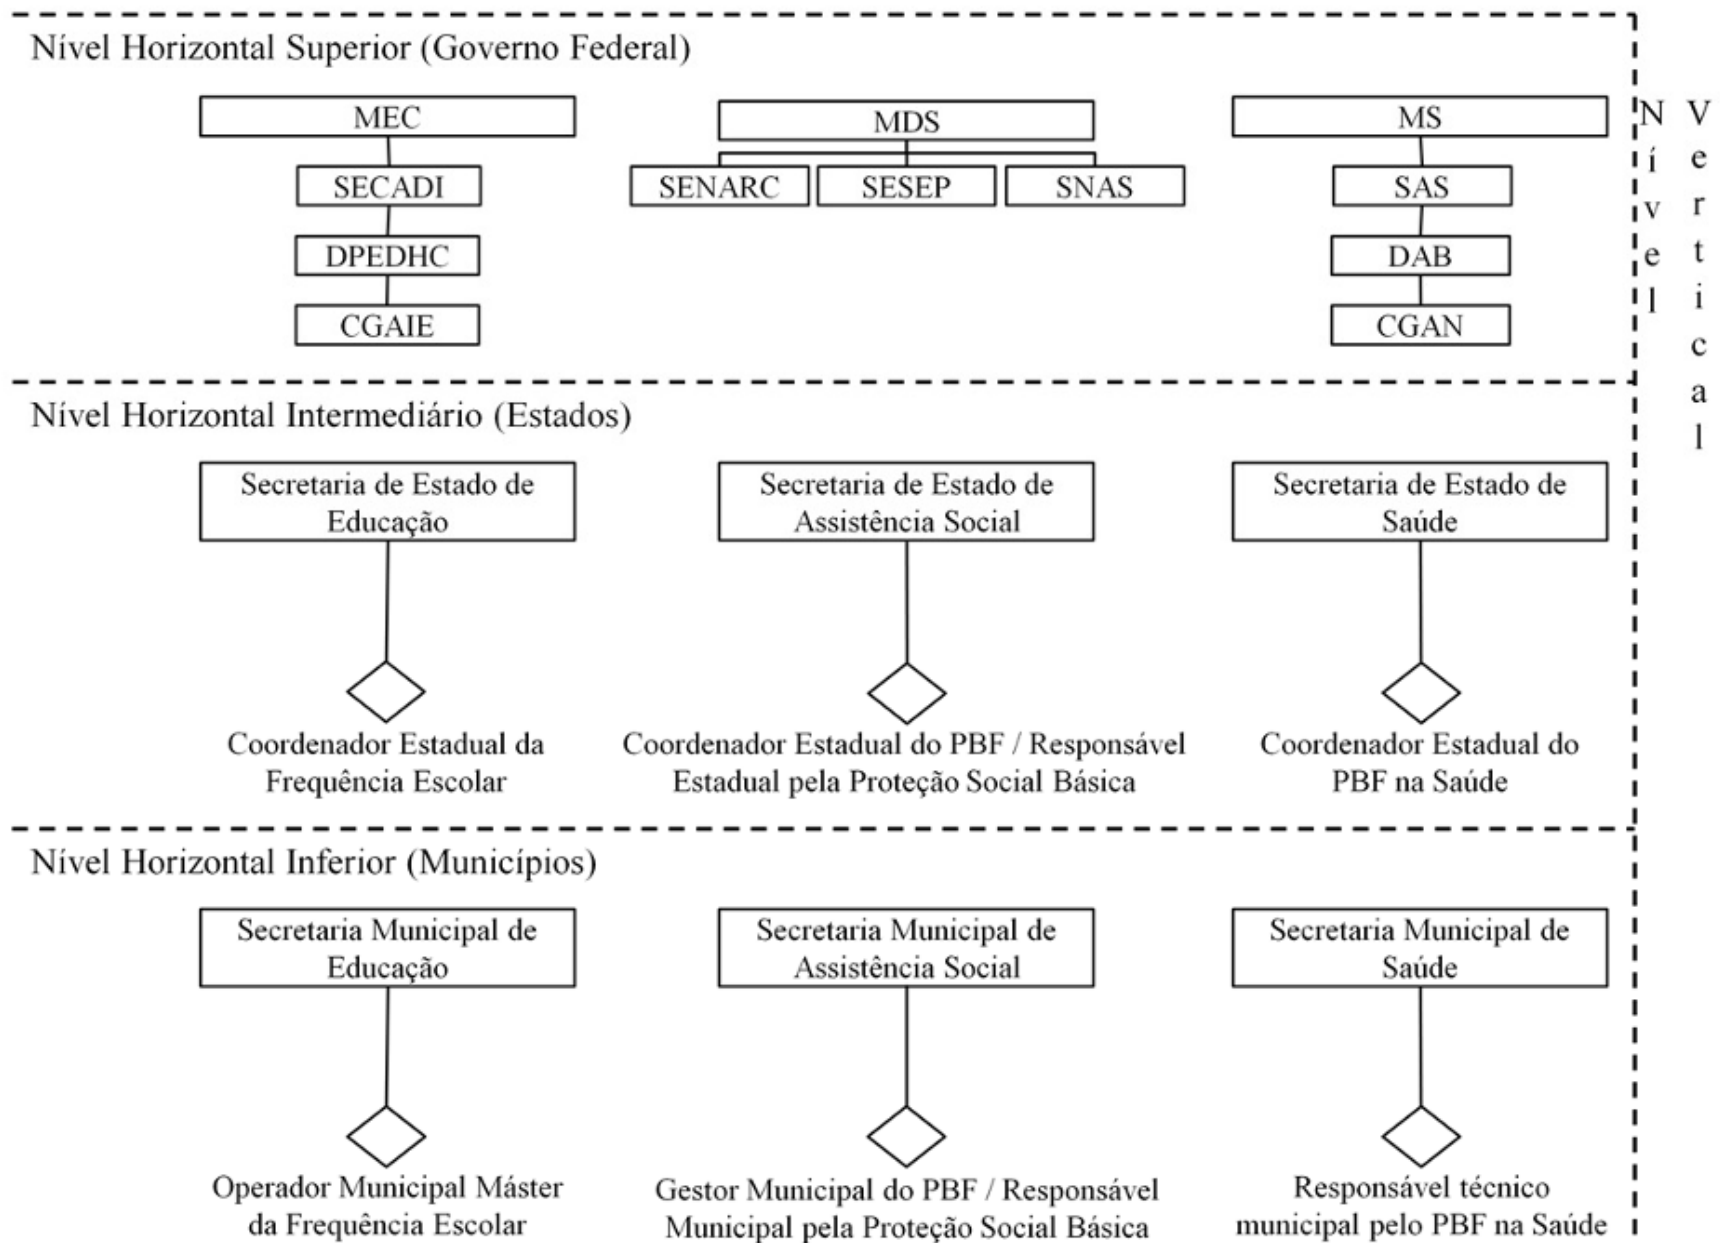 Nível Horizontal Superior (Governo Federal)
MEC
MDS
MS
SECADI
SENARC
SESEP
SNAS
SAS
DPEDHC
DAB
CGAIE
CGAN
Nível
Vertical
Nível Horizontal Intermediário (Estados)
Secretaria de Estado de
Educação
Secretaria de Estado de
Assistência Social
Secretaria de Estado de
Saúde
Coordenador Estadual da
Frequência Escolar
Coordenador Estadual do PBF / Responsável
Estadual pela Proteção Social Básica
Coordenador Estadual do
PBF na Saúde
Nível Horizontal Inferior (Municípios)
Secretaria Municipal de
Educação
Secretaria Municipal de
Assistência Social
Secretaria Municipal de
Saúde
Operador Municipal Máster
da Frequência Escolar
Gestor Municipal do PBF / Responsável
Municipal pela Proteção Social Básica
Responsável técnico
municipal pelo PBF na Saúde